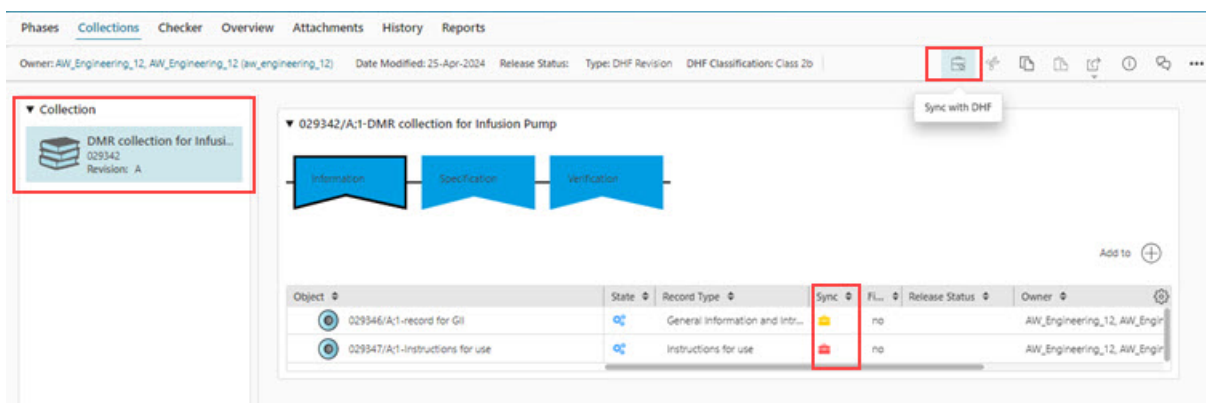 Phases Collections Checker Overview Attachments History Reports
Owner: AW_Engineering_12, AW_Engineering_12 (aw_engineering_12) Date Modified: 25-Apr-2024 Release Status: Type: DHF Revision DHF Classification: Class 2b
Sync with DHF
Collection
DMR collection for Infusi...
029342
Revision: A
029342/A;1-DMR collection for Infusion Pump
Information Specification Verification
Add to
Object State Record Type Sync Fi... Release Status Owner
029346/A;1-record for GII General Information and Intr... no AW_Engineering_12, AW_Engir
029347/A;1-Instructions for use Instructions for use no AW_Engineering_12, AW_Engir